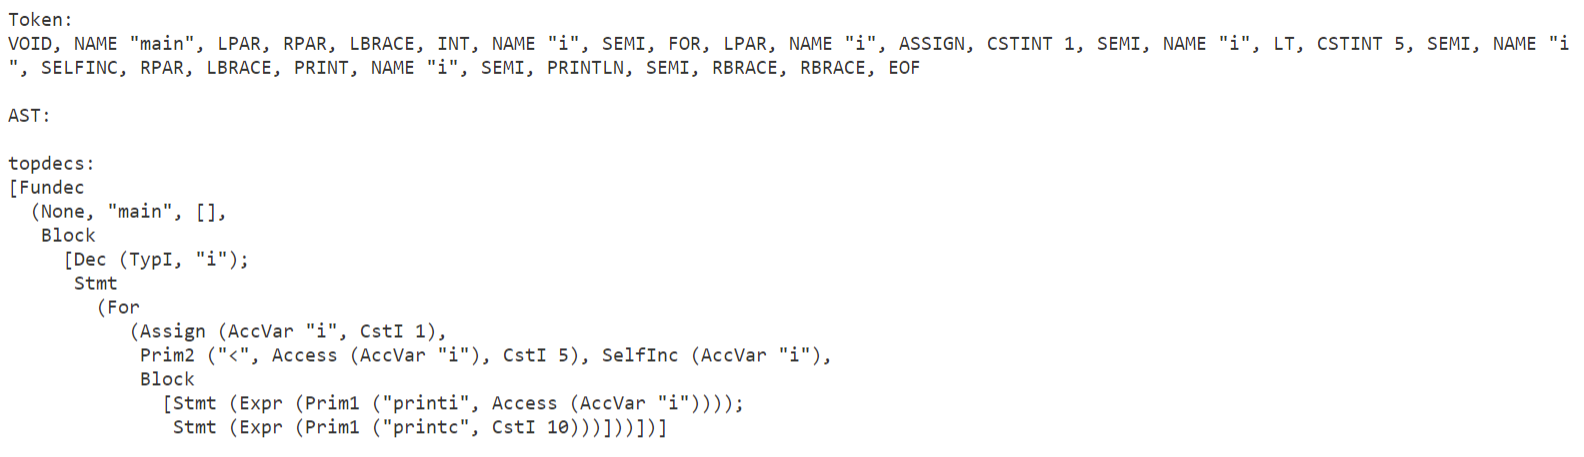 Token:
VOID, NAME "main", LPAR, RPAR, LBRACE, INT, NAME "i", SEMI, FOR, LPAR, NAME "i", ASSIGN, CSTINT 1, SEMI, NAME "i", LT, CSTINT 5, SEMI, NAME "i
", SELFINC, RPAR, LBRACE, PRINT, NAME "i", SEMI, PRINTLN, SEMI, RBRACE, RBRACE, EOF

AST:

topdecs:
[Fundec
  (None, "main", [],
   Block
     [Dec (TypI, "i");
      Stmt
        (For
           (Assign (AccVar "i", CstI 1),
            Prim2 ("<", Access (AccVar "i"), CstI 5), SelfInc (AccVar "i"),
            Block
              [Stmt (Expr (Prim1 ("printi", Access (AccVar "i"))));
               Stmt (Expr (Prim1 ("printc", CstI 10)))]))])]